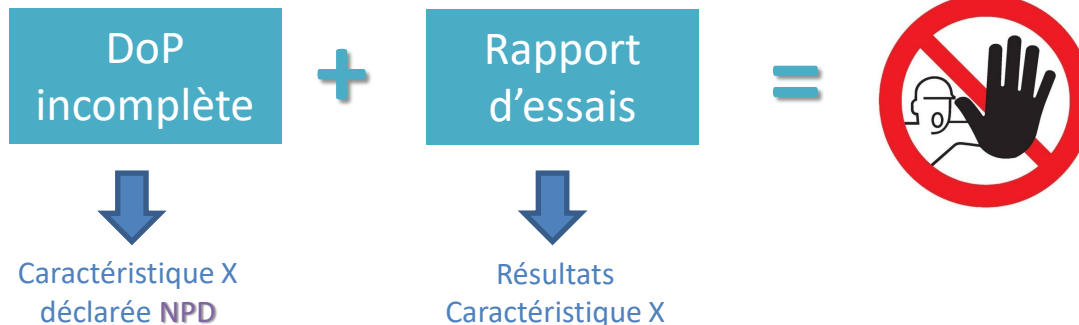 DoP
incomplète
+
Rapport
d’essais
=
Caractéristique X
déclarée NPD
Résultats
Caractéristique X